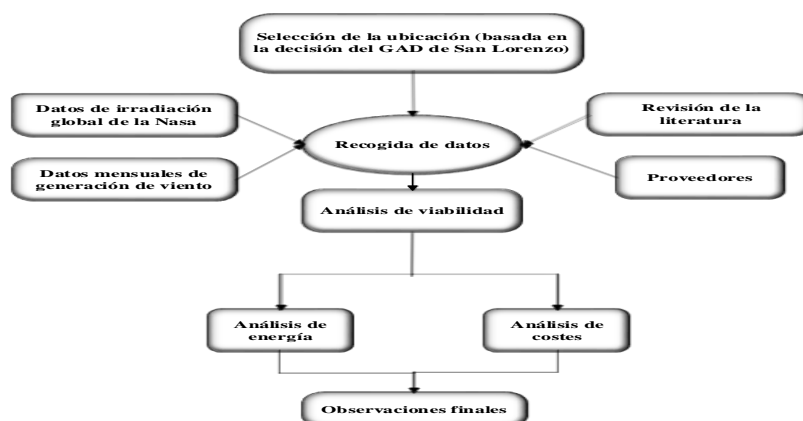 Selección de la ubicación (basada en
la decisión del GAD de San Lorenzo)
Datos de irradiación
global de la Nasa
Revisión de la
literatura
Recogida de datos
Datos mensuales de
generación de viento
Proveedores
Análisis de viabilidad
Análisis de
energía
Análisis de
costes
Observaciones finales